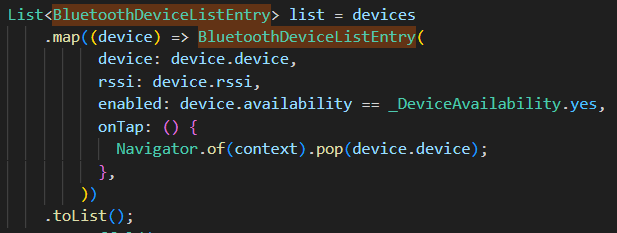 List<BluetoothDeviceListEntry> list = devices
.map((device) => BluetoothDeviceListEntry(
device: device.device,
rssi: device.rssi,
enabled: device.availability == _DeviceAvailability.yes,
onTap: () {
Navigator.of(context).pop(device.device);
},
))
.toList();